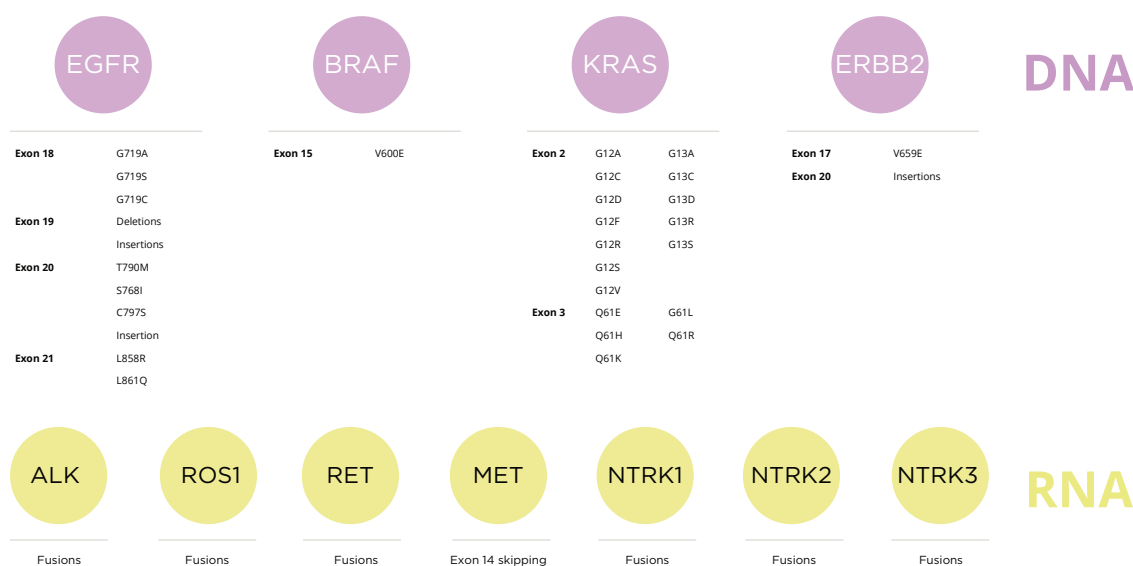 EGFR BRAF KRAS ERBB2 DNA
Exon 18 G719A Exon 15 V600E Exon 2 G12A G13A Exon 17 V659E
G719S G12C G13C Exon 20 Insertions
G719C G12D G13D
Exon 19 Deletions G12F G13R
Insertions G12R G13S
Exon 20 T790M G12S
S768I G12V
C797S Exon 3 Q61E G61L
Insertion Q61H Q61R
Exon 21 L858R Q61K
L861Q
ALK ROS1 RET MET NTRK1 NTRK2 NTRK3 RNA
Fusions Fusions Fusions Exon 14 skipping Fusions Fusions Fusions